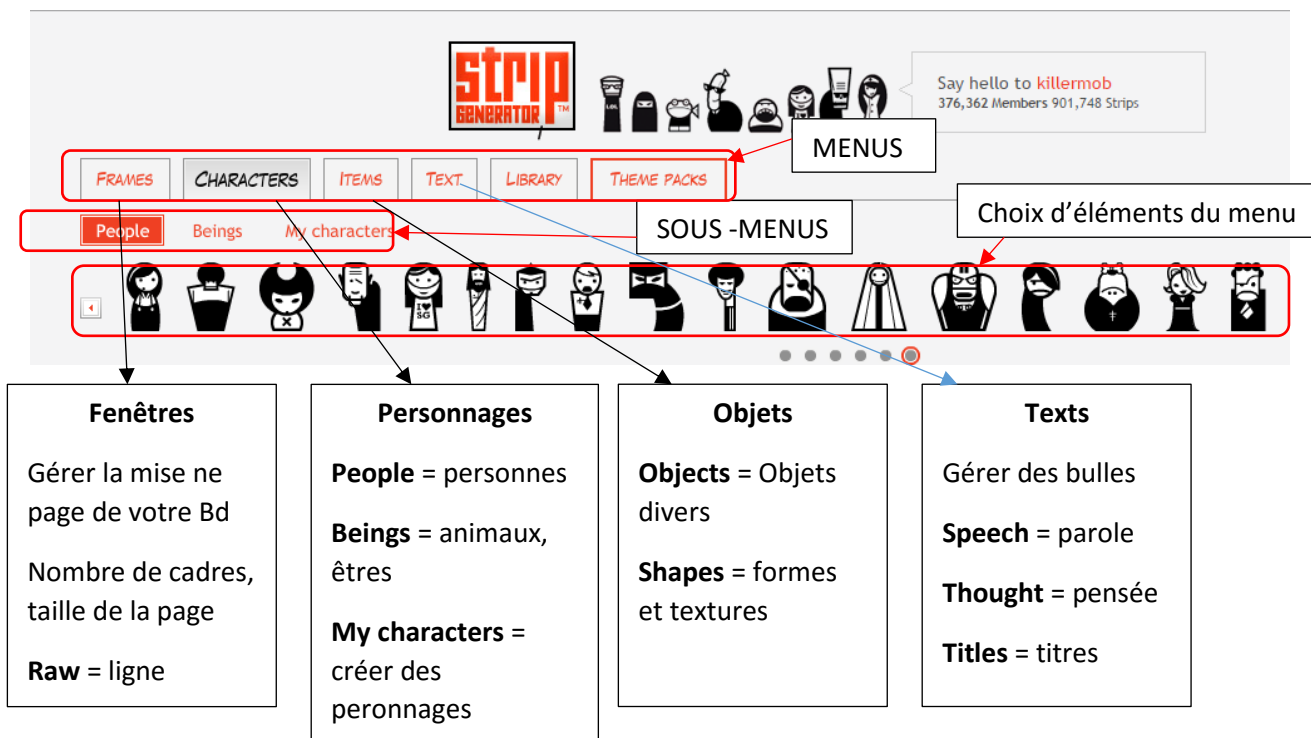 strip
GENERATOR™
LOL
Say hello to killermob
376,362 Members 901,748 Strips
MENUS
FRAMES
CHARACTERS
ITEMS
TEXT
LIBRARY
THEME PACKS
People
Beings
My characters
SOUS -MENUS
Choix d'éléments du menu
I♥
SG
Fenêtres
Gérer la mise ne
page de votre Bd
Nombre de cadres,
taille de la page
Raw = ligne
Personnages
People = personnes
Beings = animaux,
êtres
My characters =
créer des
peronnages
Objets
Objects = Objets
divers
Shapes = formes
et textures
Texts
Gérer des bulles
Speech = parole
Thought = pensée
Titles = titres